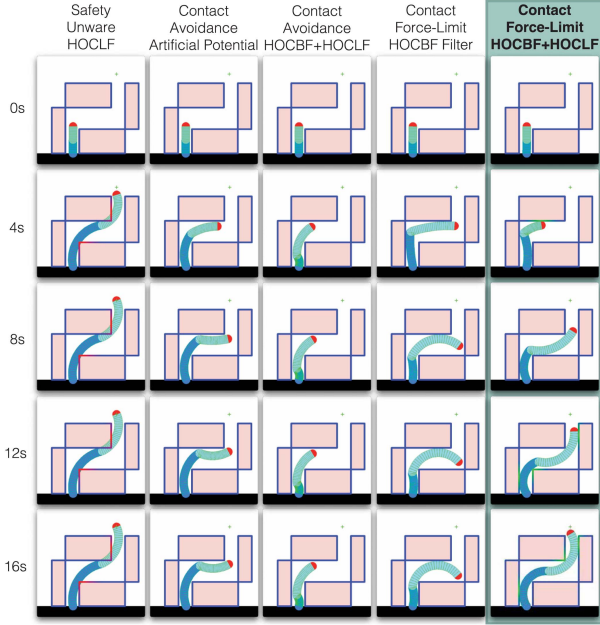 Safety
Unware
HOCLF
Contact
Avoidance
Artificial Potential
Contact
Avoidance
HOCBF+HOCLF
Contact
Force-Limit
HOCBF Filter
Contact
Force-Limit
HOCBF+HOCLF
0s
4s
8s
12s
16s